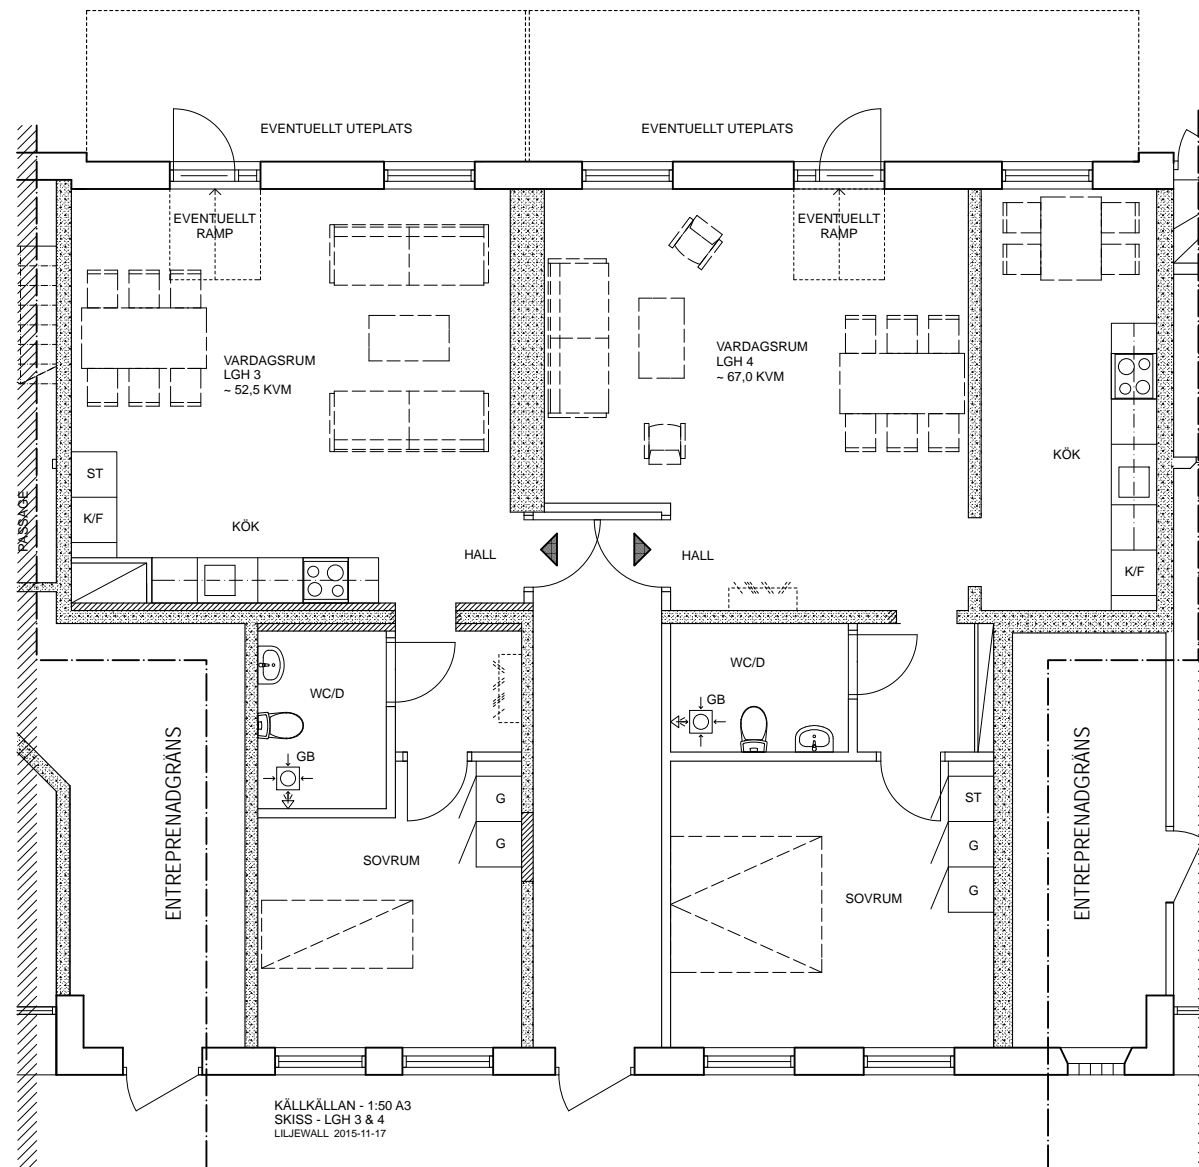 EVENTUELLT UTEPLATS
EVENTUELLT UTEPLATS
EVENTUELLT
RAMP
EVENTUELLT
RAMP
VARDAGSRUM
LGH 3
~ 52,5 KVM
VARDAGSRUM
LGH 4
~ 67,0 KVM
KÖK
ST
K/F
PASSAGE
KÖK
HALL
HALL
K/F
WC/D
GB
WC/D
GB
ENTREPRENADGRÄNS
ENTREPRENADGRÄNS
G
G
ST
G
G
SOVRUM
SOVRUM
KÄLLKÄLLAN - 1:50 A3
SKISS - LGH 3 & 4
LILJEWALL 2015-11-17